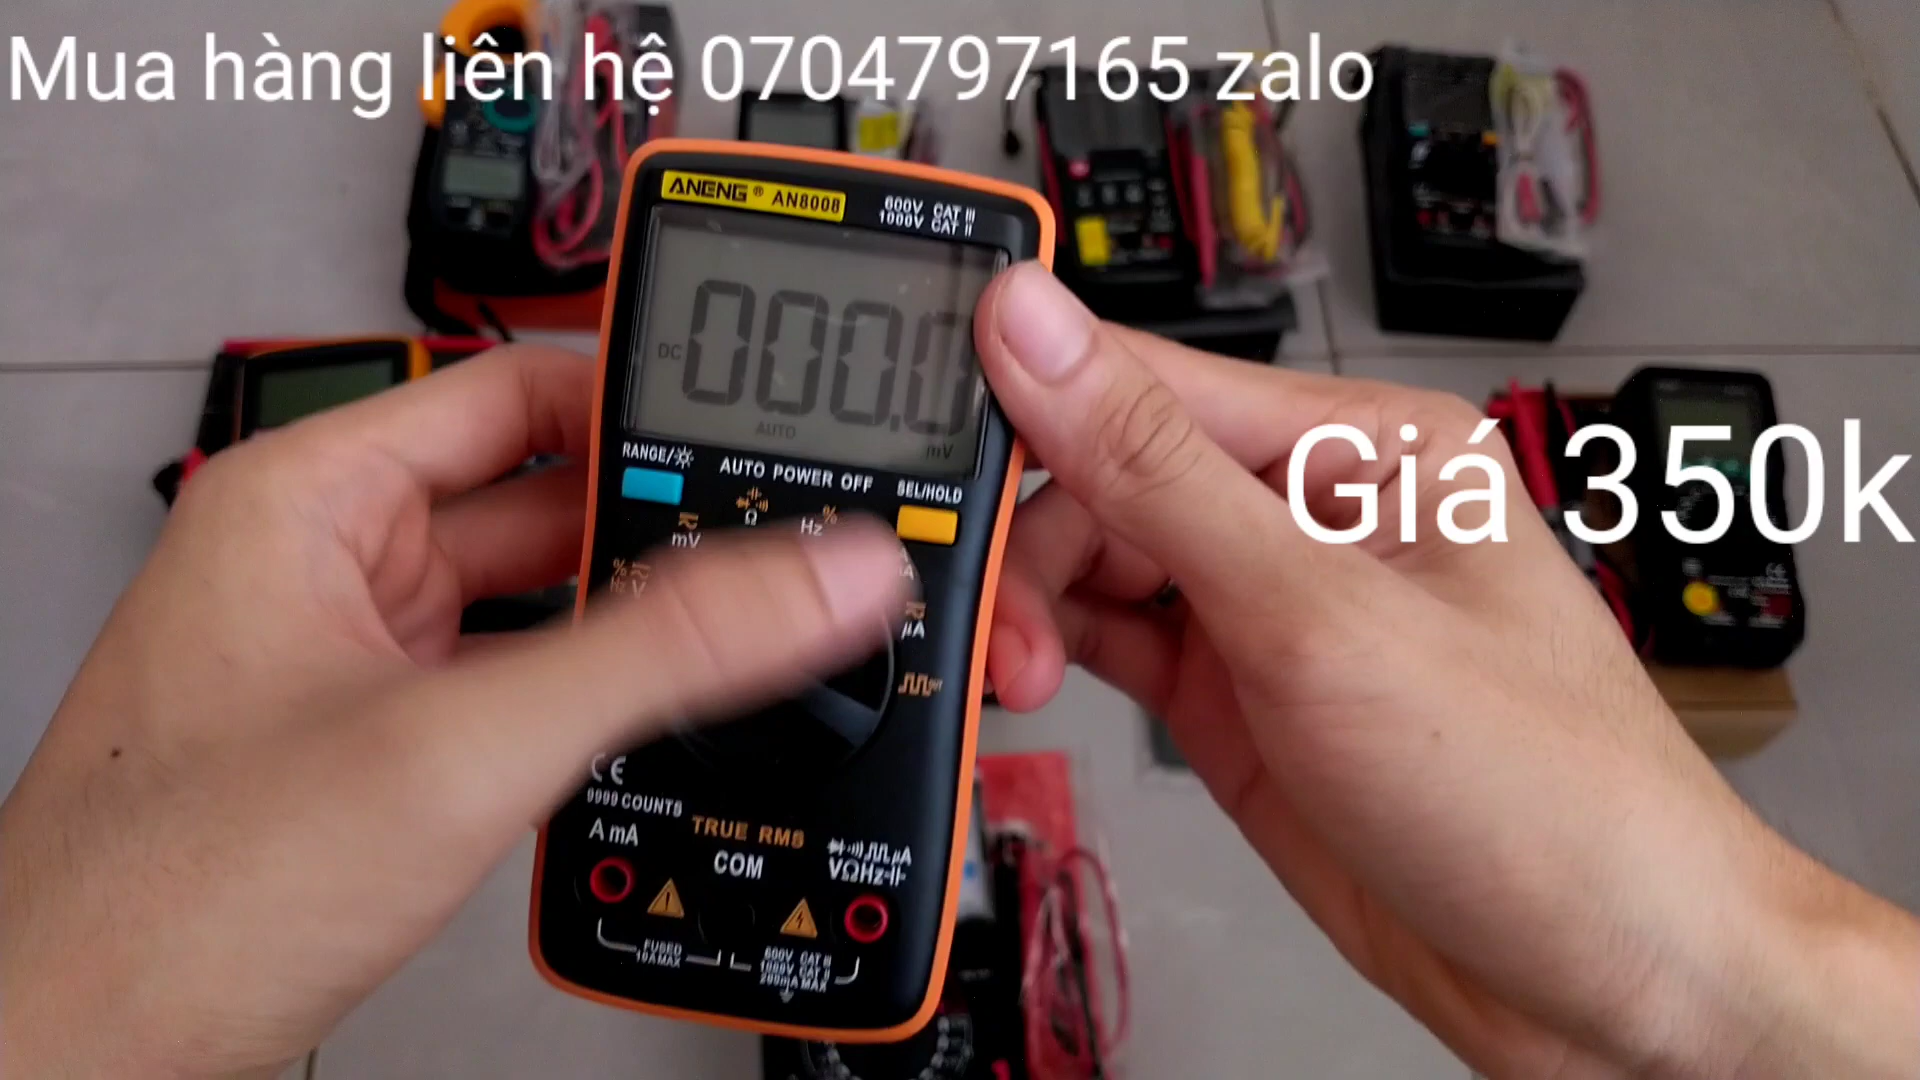 Mua hàng liên hệ 0704797165 zalo
ANENG ® AN8008
600V CAT III
1000V CAT II
000.0
DC
AUTO
mV
Giá 350k
RANGE/
AUTO POWER OFF
SEL/HOLD
Ω
Hz %
mV
µA
OUT
CE
9999 COUNTS
TRUE RMS
A mA
COM
µA
VΩHz
FUSED
10A MAX
600V CAT III
1000V CAT II
200mA MAX